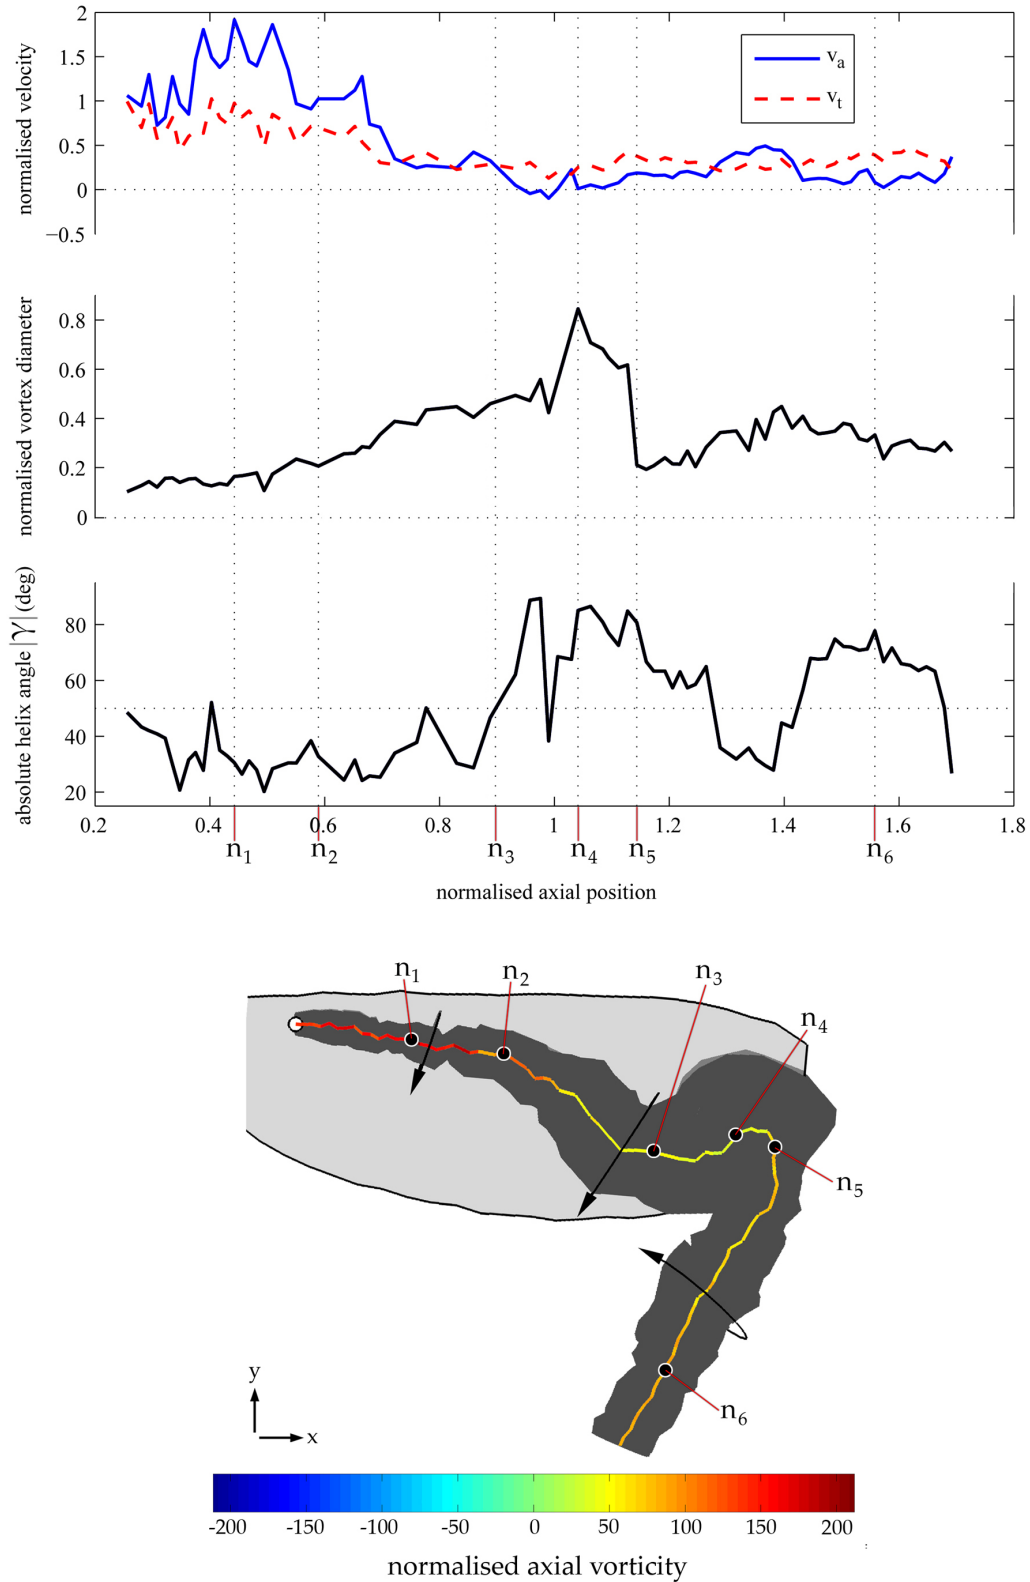 normalised velocity
2
1.5
1
0.5
0
−0.5
v_a
v_t
normalised vortex diameter
0.8
0.6
0.4
0.2
0
absolute helix angle |γ| (deg)
80
60
40
20
0.2 0.4 0.6 0.8 1 1.2 1.4 1.6 1.8
n₁ n₂ n₃ n₄ n₅ n₆
normalised axial position
n₁
n₂
n₃
n₄
n₅
n₆
y
x
-200 -150 -100 -50 0 50 100 150 200
normalised axial vorticity